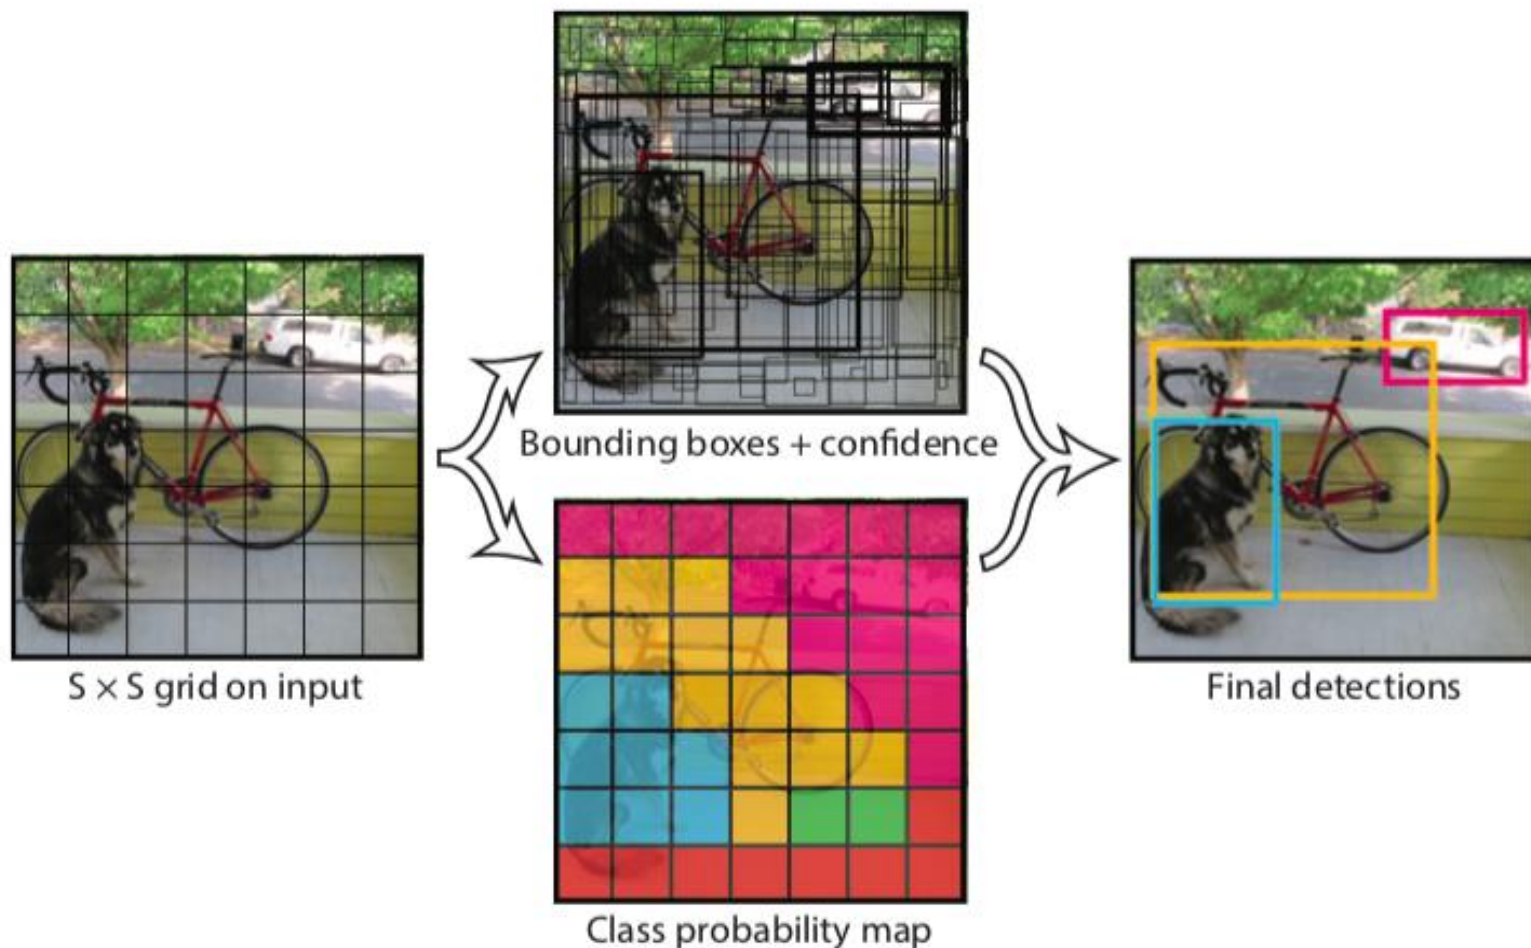 S × S grid on input
Bounding boxes + confidence
Class probability map
Final detections